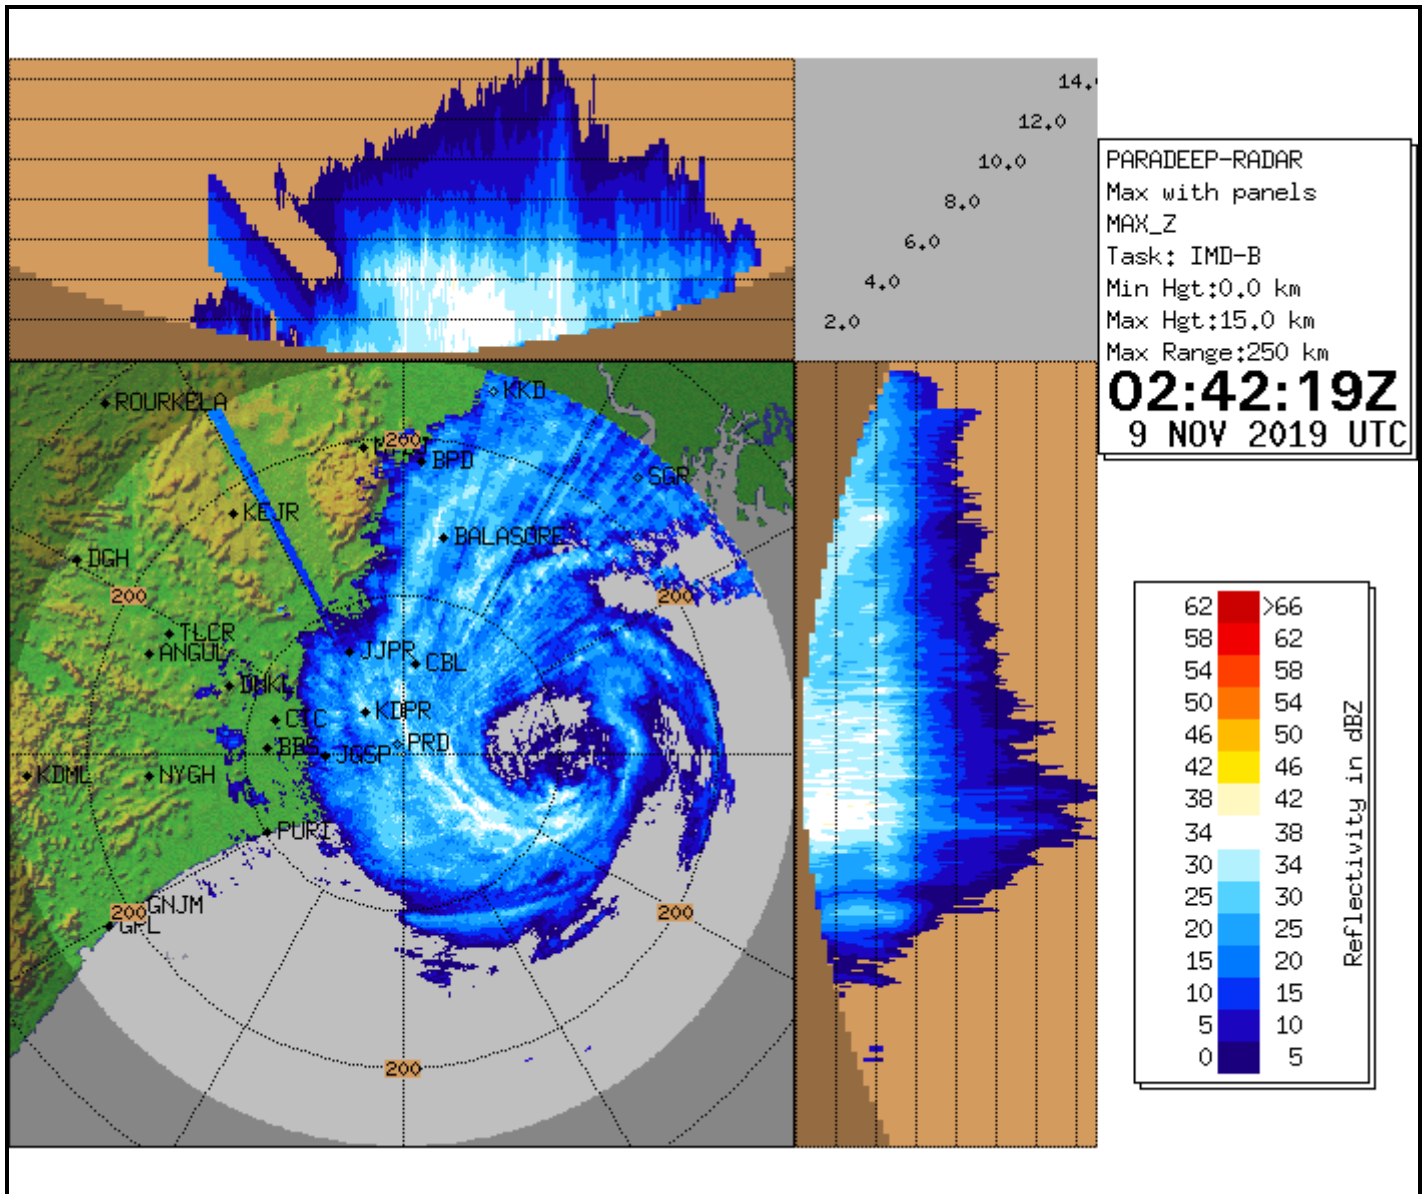 14.
12.0
10.0
8.0
6.0
4.0
2.0
PARADEEP-RADAR
Max with panels
MAX_Z
Task: IMD-B
Min Hgt:0.0 km
Max Hgt:15.0 km
Max Range:250 km
02:42:19Z
9 NOV 2019 UTC
KKD
ROURKELA
200
BPD
SGR
KEJR
BALASORE
DGH
200
200
TLCR
ANGUL
JJPR
CBL
DHKL
KDPR
CTC
PRD
BBS
JGSP
KDML
NYGH
PURI
GNJM
200
GPL
200
200
62 >66
58 62
54 58
50 54
46 50
42 46
38 42
34 38
30 34
25 30
20 25
15 20
10 15
5 10
0 5
Reflectivity in dBZ